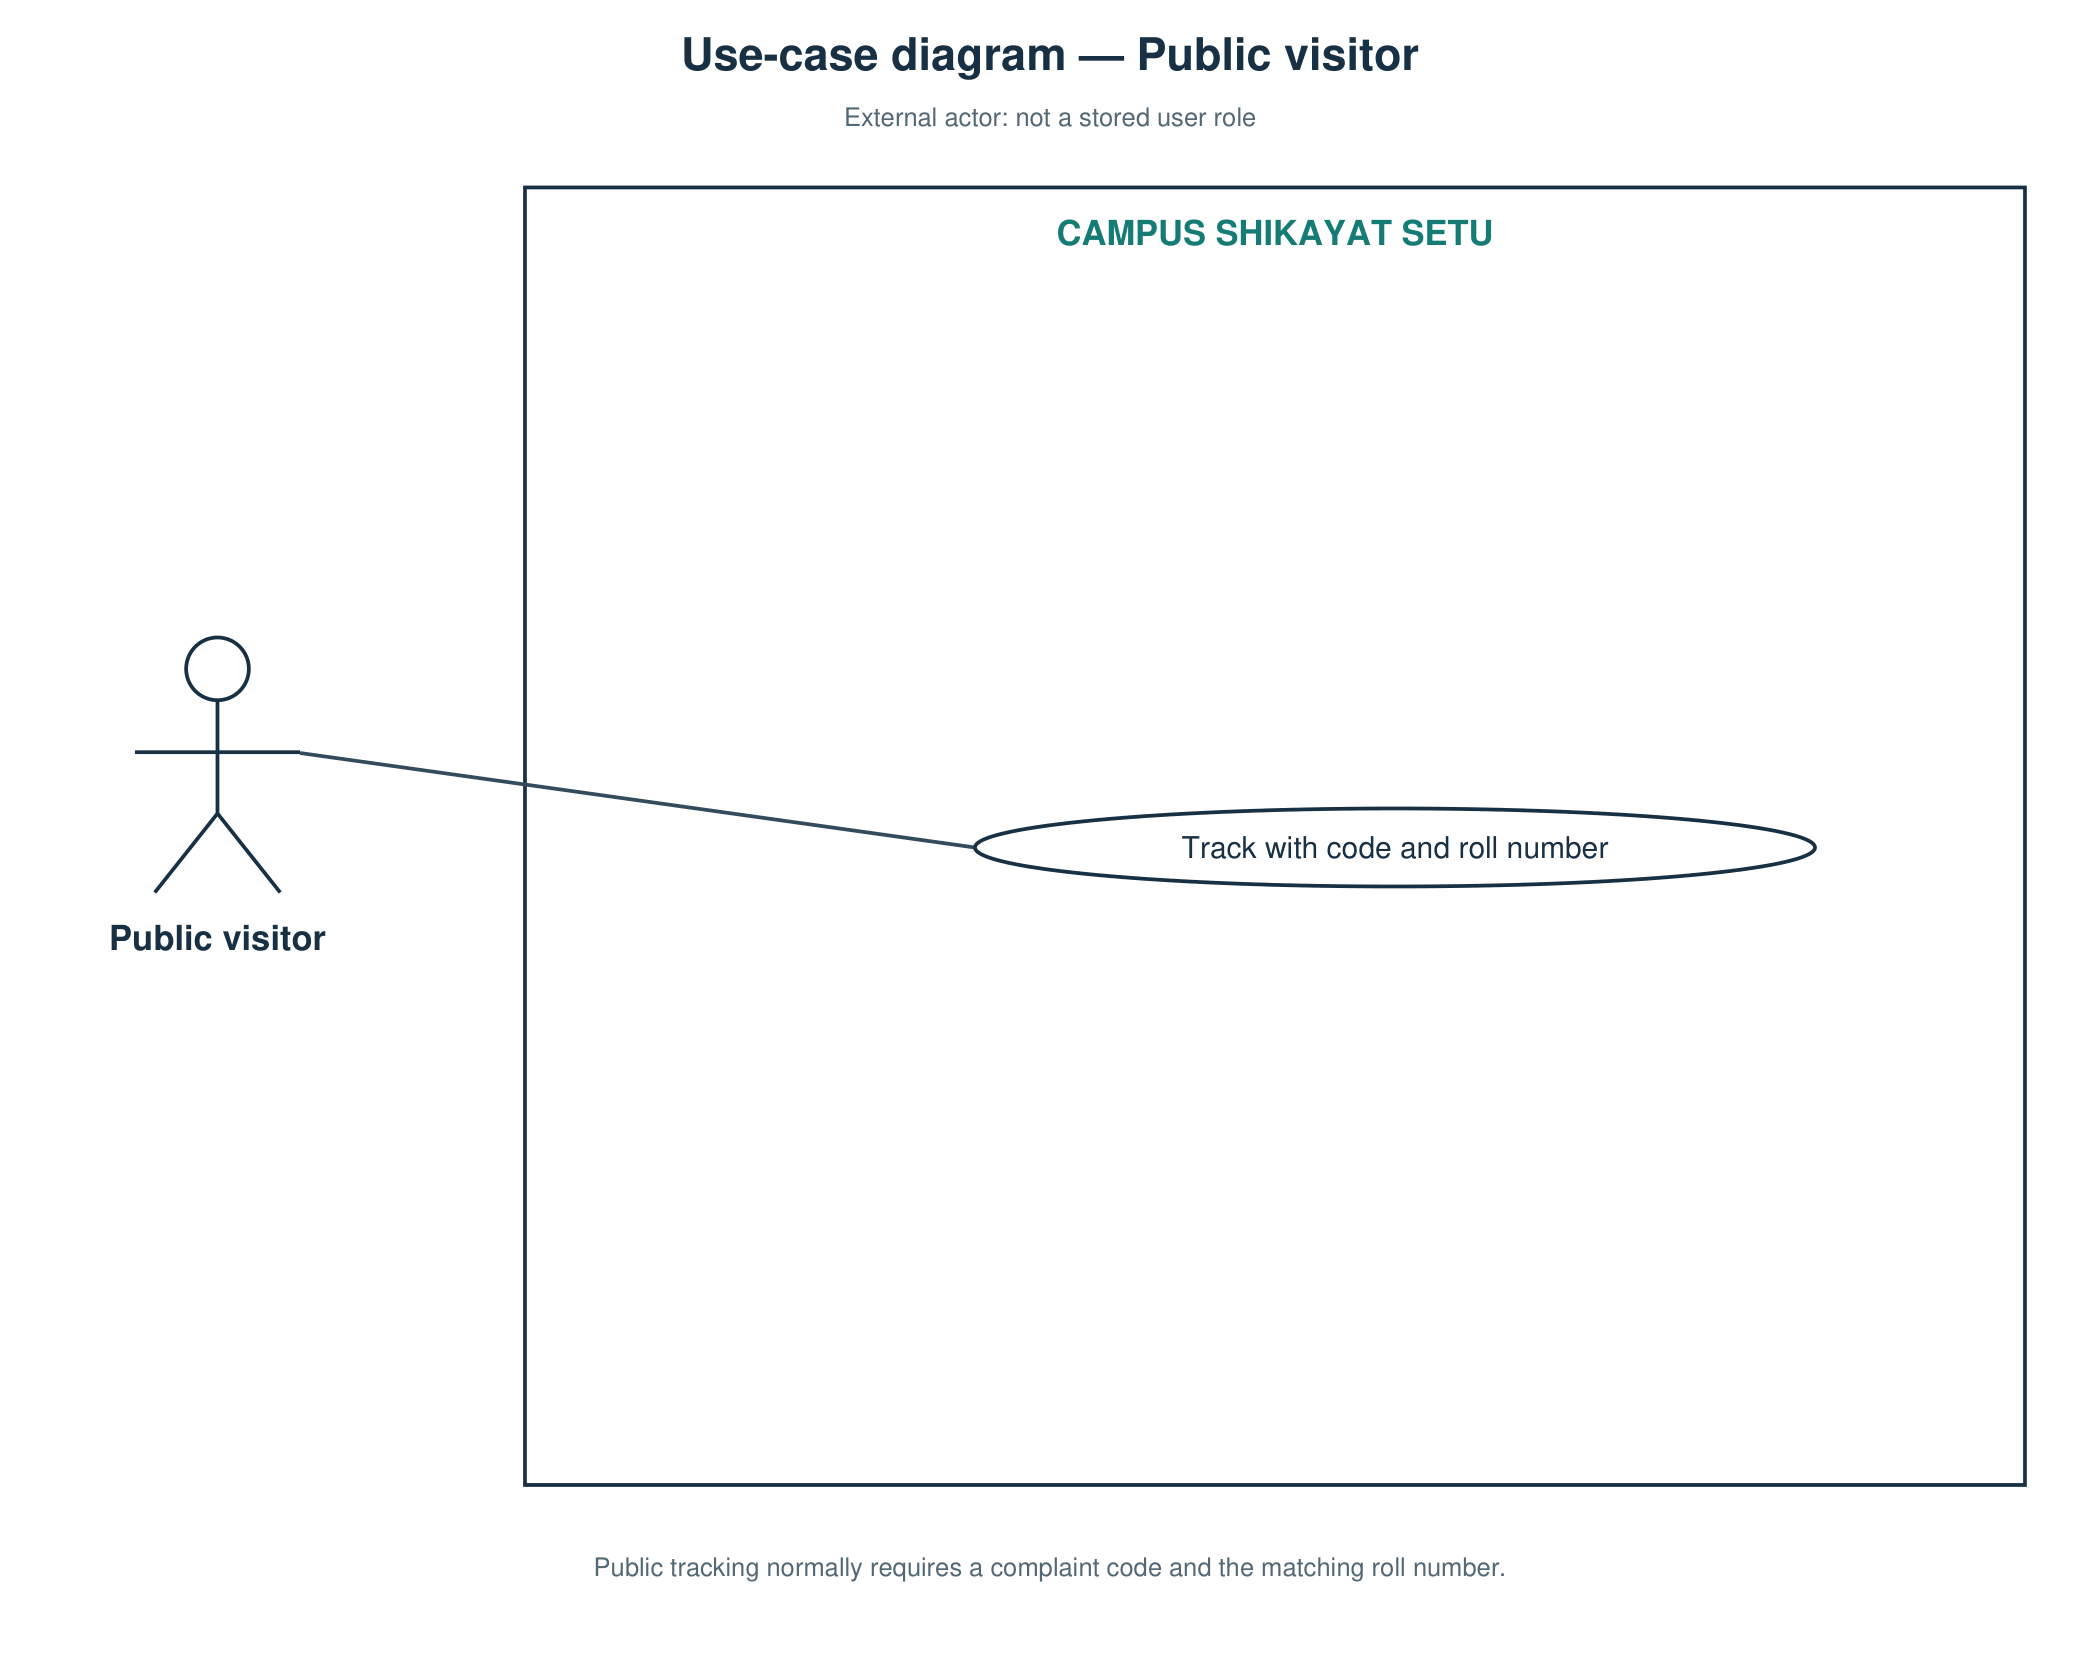 Use-case diagram — Public visitor
External actor: not a stored user role
CAMPUS SHIKAYAT SETU
Track with code and roll number
Public visitor
Public tracking normally requires a complaint code and the matching roll number.